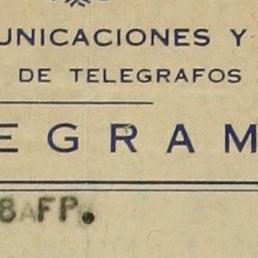 UNICACIONES Y
DE TELEGRAFOS
EGRAM
8AFP.